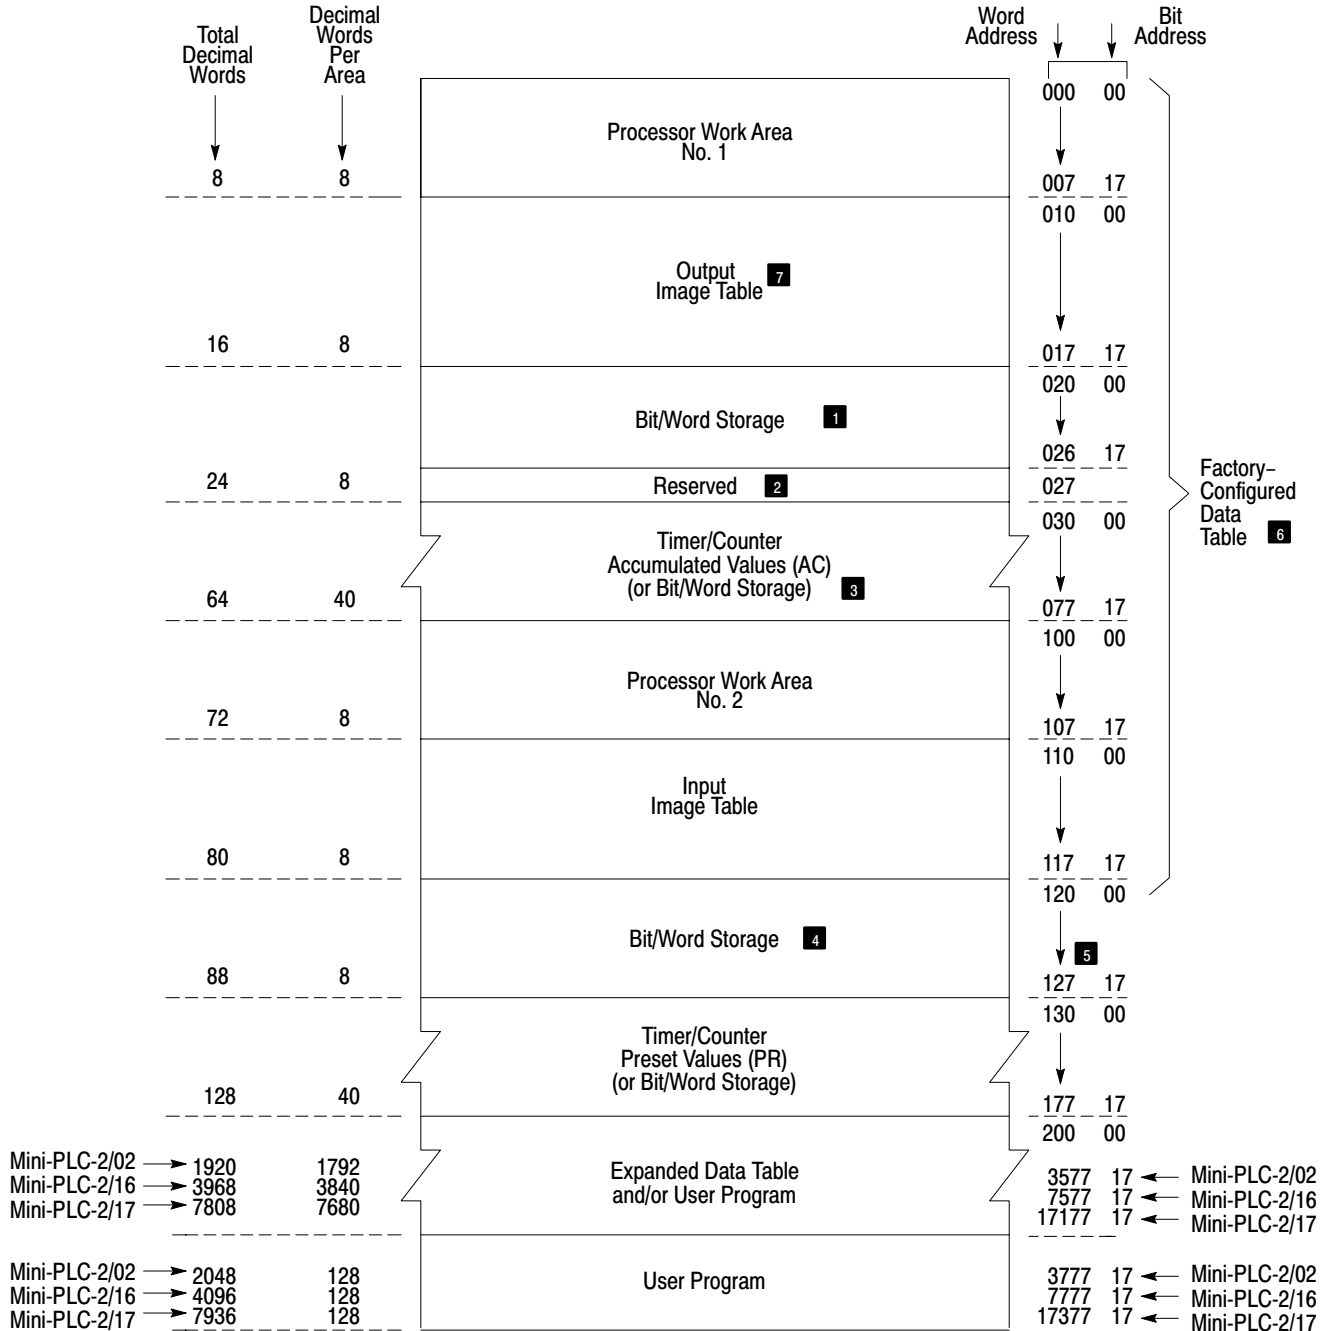 Total
Decimal
Words
Decimal
Words
Per
Area
Word
Address
Bit
Address
000 00
Processor Work Area
No. 1
8 8
007 17
010 00
Output
Image Table 7
16 8
017 17
020 00
Bit/Word Storage 1
026 17
24 8
Reserved 2
027
030 00
Factory–
Configured
Data
Table 6
Timer/Counter
Accumulated Values (AC)
(or Bit/Word Storage) 3
64 40
077 17
100 00
Processor Work Area
No. 2
72 8
107 17
110 00
Input
Image Table
80 8
117 17
120 00
Bit/Word Storage 4
5
88 8
127 17
130 00
Timer/Counter
Preset Values (PR)
(or Bit/Word Storage)
128 40
177 17
200 00
Expanded Data Table
and/or User Program
Mini-PLC-2/02 1920 1792 3577 17 Mini-PLC-2/02
Mini-PLC-2/16 3968 3840 7577 17 Mini-PLC-2/16
Mini-PLC-2/17 7808 7680 17177 17 Mini-PLC-2/17
User Program
Mini-PLC-2/02 2048 128 3777 17 Mini-PLC-2/02
Mini-PLC-2/16 4096 128 7777 17 Mini-PLC-2/16
Mini-PLC-2/17 7936 128 17377 17 Mini-PLC-2/17